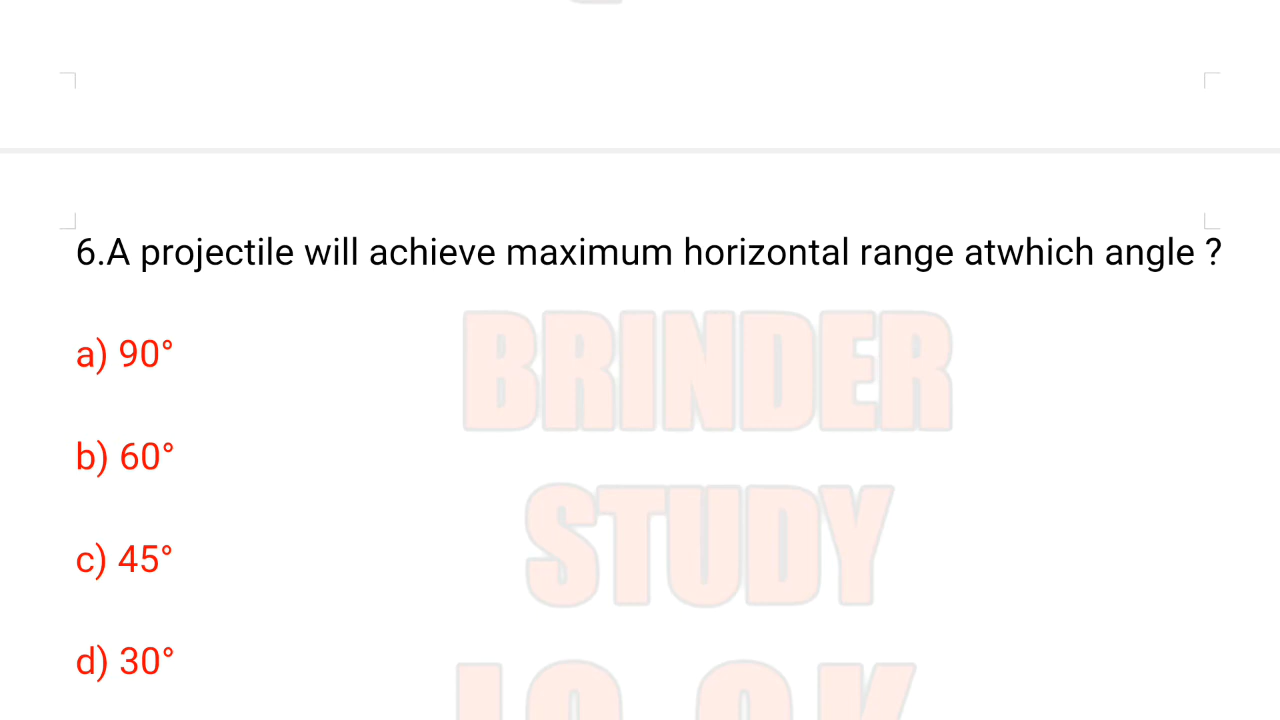 6.A projectile will achieve maximum horizontal range atwhich angle ?
a) 90°
BRINDER
b) 60°
STUDY
c) 45°
d) 30°